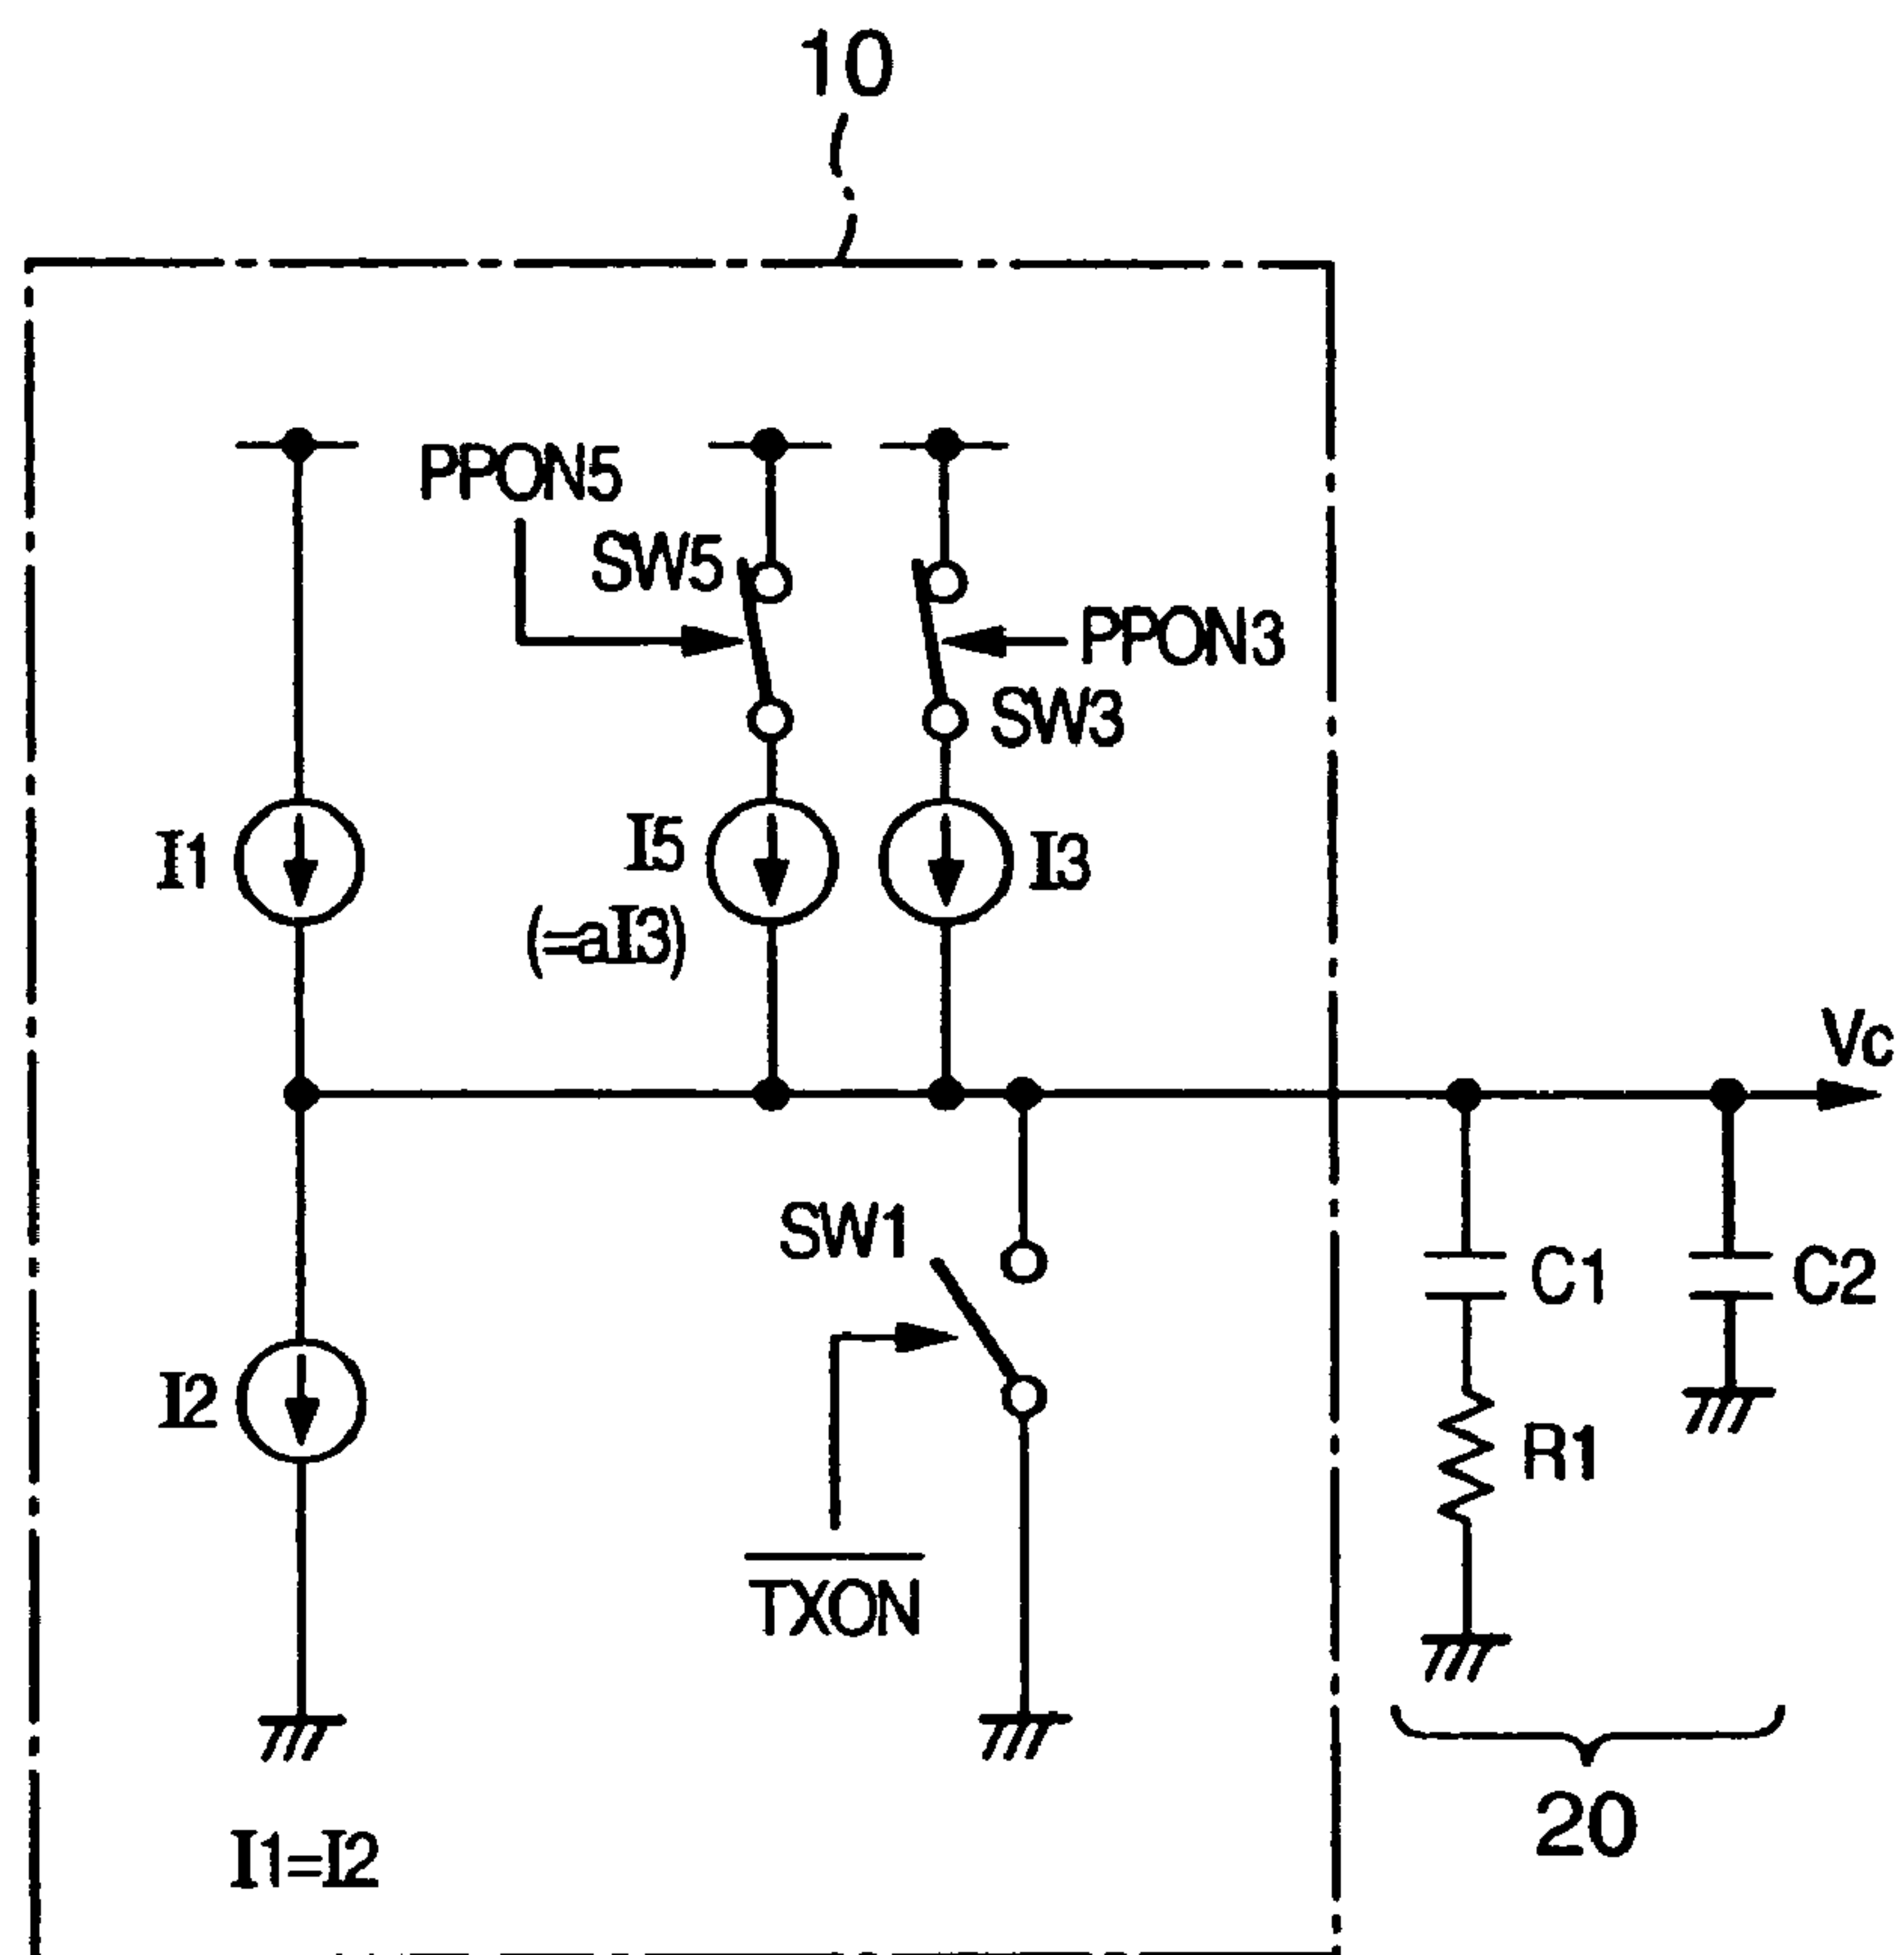 10
PPON5
SW5
PPON3
SW3
I1
I5
(=aI3)
I3
Vc
SW1
C1
C2
I2
R1
TXON
20
I1=I2